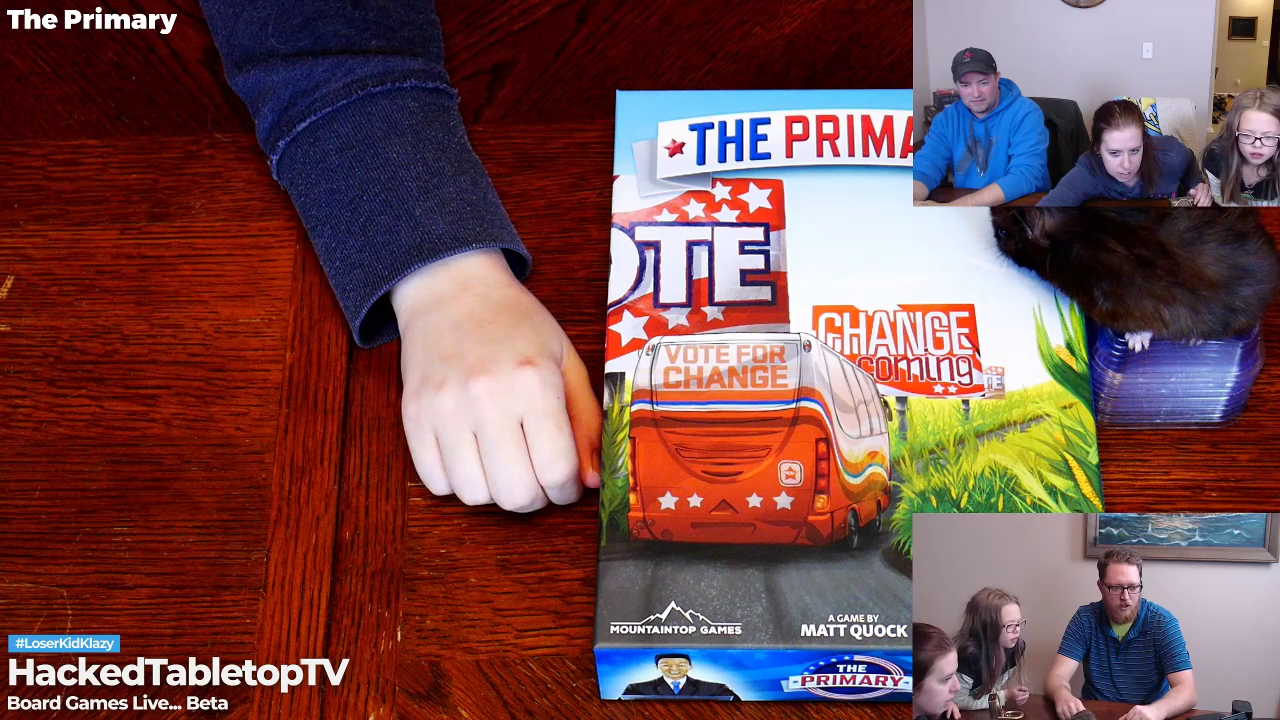 The Primary
THE PRIMA
OTE
CHANGE
coming
TE
VOTE FOR
CHANGE
MOUNTAINTOP GAMES
A GAME BY
MATT QUOCK
THE
PRIMARY
#LoserKidKlazy
HackedTabletopTV
Board Games Live... Beta